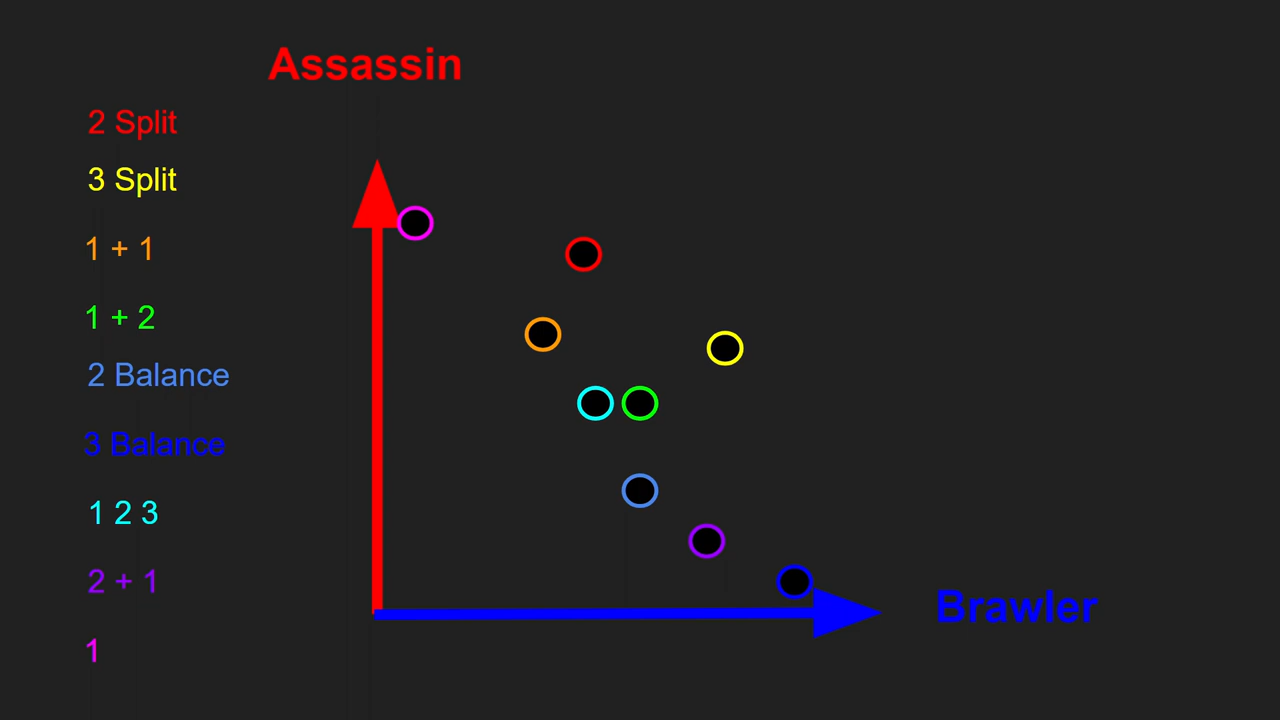 Assassin
2 Split
3 Split
1 + 1
1 + 2
2 Balance
3 Balance
1 2 3
2 + 1
1
Brawler